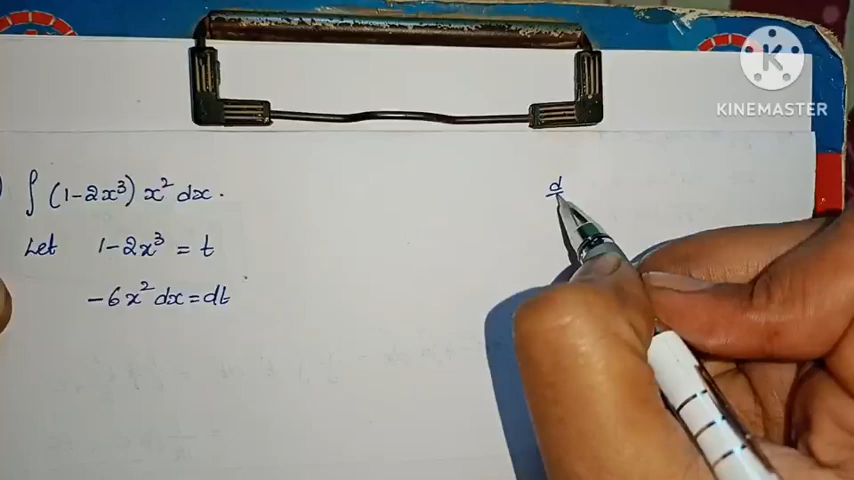 ∫ (1-2x³) x² dx.
Let 1-2x³ = t
-6x² dx = dt
d
KINEMASTER